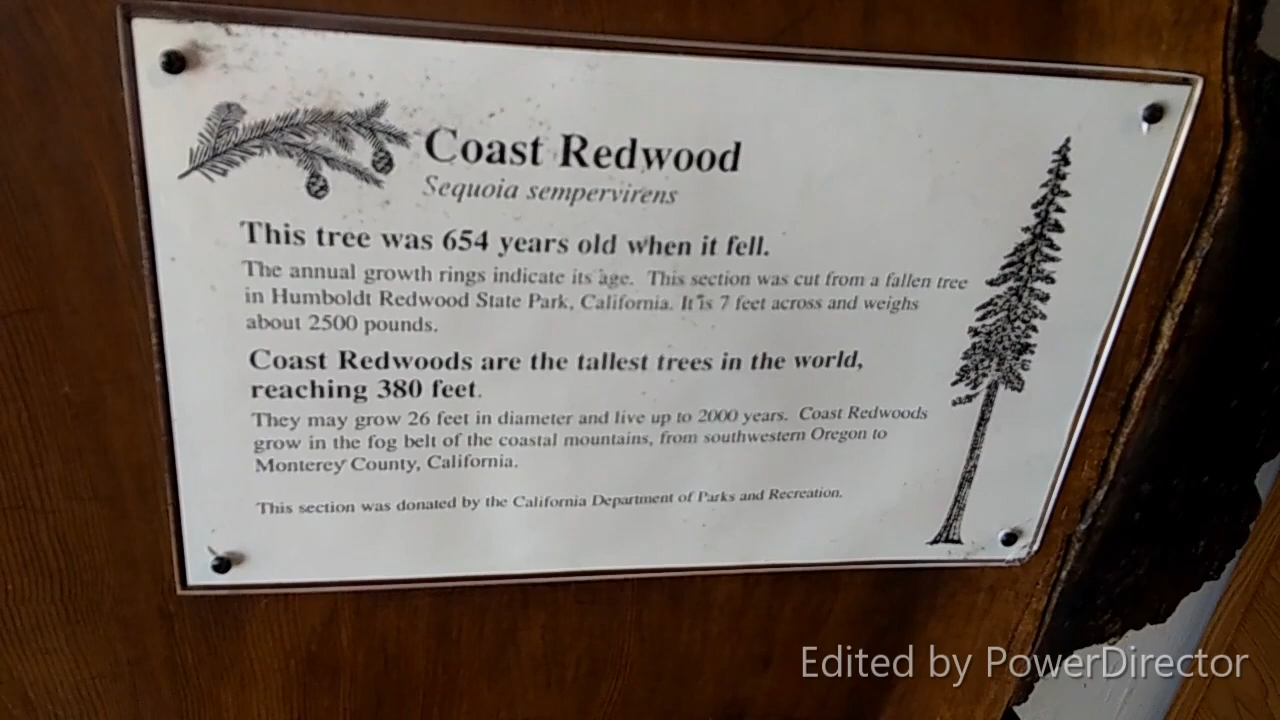 Coast Redwood
Sequoia sempervirens
This tree was 654 years old when it fell.
The annual growth rings indicate its age. This section was cut from a fallen tree
in Humboldt Redwood State Park, California. It is 7 feet across and weighs
about 2500 pounds.
Coast Redwoods are the tallest trees in the world,
reaching 380 feet.
They may grow 26 feet in diameter and live up to 2000 years. Coast Redwoods
grow in the fog belt of the coastal mountains, from southwestern Oregon to
Monterey County, California.
This section was donated by the California Department of Parks and Recreation.
Edited by PowerDirector